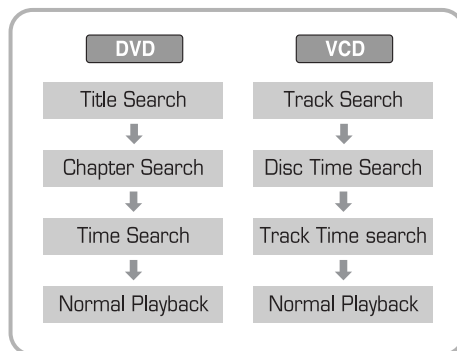 DVD
Title Search
Chapter Search
Time Search
Normal Playback
VCD
Track Search
Disc Time Search
Track Time search
Normal Playback